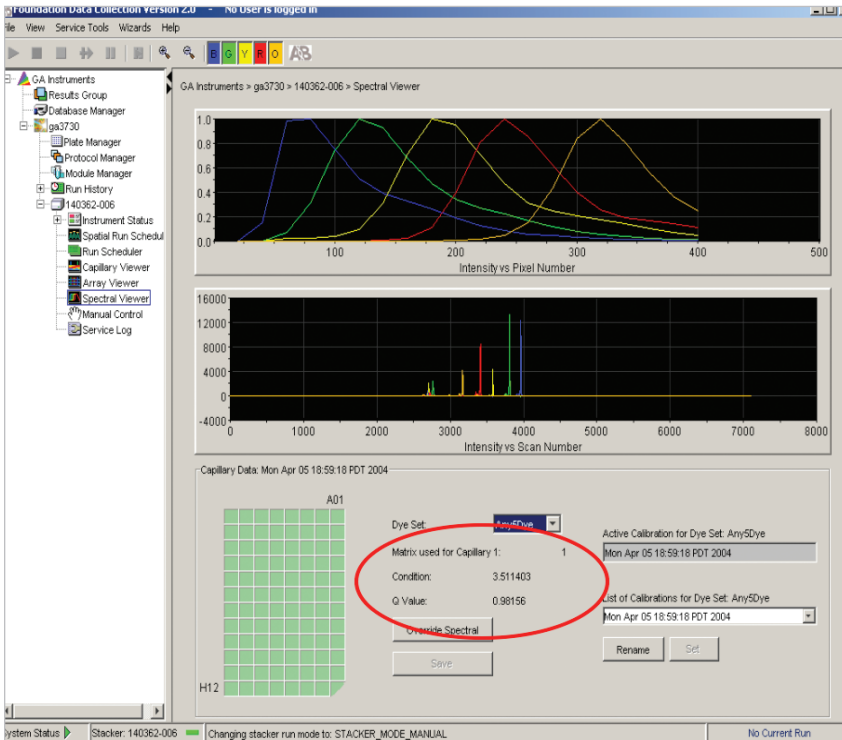 Foundation Data Collection Version 2.0 - No User is logged in
File View Service Tools Wizards Help
B G Y R O AB
GA Instruments
Results Group
Database Manager
ga3730
Plate Manager
Protocol Manager
Module Manager
Run History
140362-006
Instrument Status
Spatial Run Schedul
Run Scheduler
Capillary Viewer
Array Viewer
Spectral Viewer
Manual Control
Service Log
GA Instruments > ga3730 > 140362-006 > Spectral Viewer
1.0
0.8
0.6
0.4
0.2
0.0
100 200 300 400 500
Intensity vs Pixel Number
16000
12000
8000
4000
0
-4000
0 1000 2000 3000 4000 5000 6000 7000 8000
Intensity vs Scan Number
Capillary Data: Mon Apr 05 18:59:18 PDT 2004
A01
H12
Dye Set: Any5Dye
Matrix used for Capillary 1: 1
Condition: 3.511403
Q Value: 0.98156
Override Spectral
Save
Active Calibration for Dye Set: Any5Dye
Mon Apr 05 18:59:18 PDT 2004
List of Calibrations for Dye Set: Any5Dye
Mon Apr 05 18:59:18 PDT 2004
Rename Set
System Status Stacker: 140362-006 Changing stacker run mode to: STACKER_MODE_MANUAL No Current Run